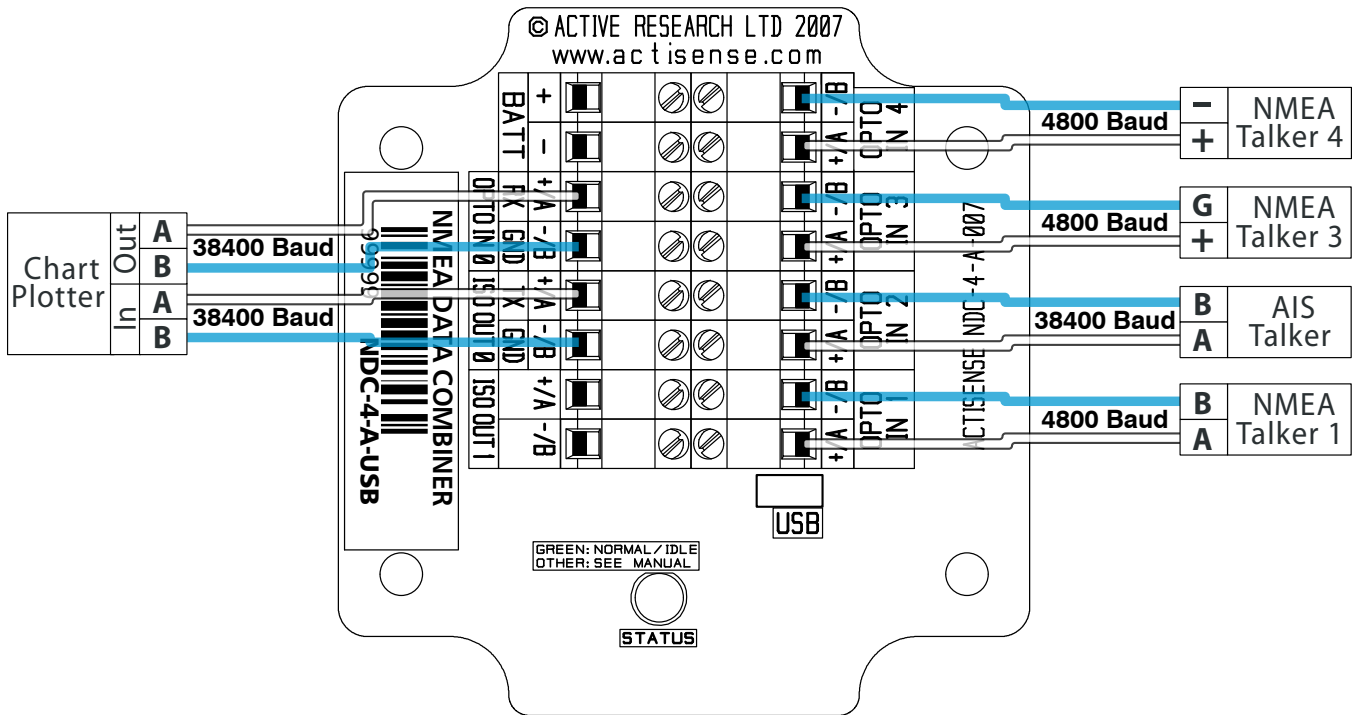 © ACTIVE RESEARCH LTD 2007
www.actisense.com
BATT
+
-
OPTO IN 0
RX
GND
A/+
-/B
ISO OUT 0
TX
GND
+/A
-/B
ISO OUT 1
+/A
-/B
-/B
+/A
OPTO
IN 4
-/B
+/A
OPTO
IN 3
-/B
+/A
OPTO
IN 2
-/B
+/A
OPTO
IN 1
ACTISENSE NDC-4-A-007
NMEA DATA COMBINER
NDC-4-A-USB
USB
GREEN: NORMAL/IDLE
OTHER: SEE MANUAL
STATUS
Chart
Plotter
Out
A
B
In
A
B
38400 Baud
38400 Baud
4800 Baud
-
+
NMEA
Talker 4
4800 Baud
G
+
NMEA
Talker 3
38400 Baud
B
A
AIS
Talker
4800 Baud
B
A
NMEA
Talker 1